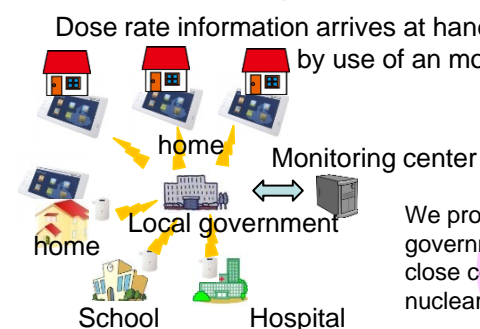 Dose rate information arrives at hand
by use of an mo
home
Monitoring center
Local government
home
We pro
governm
close c
nuclear
School
Hospital